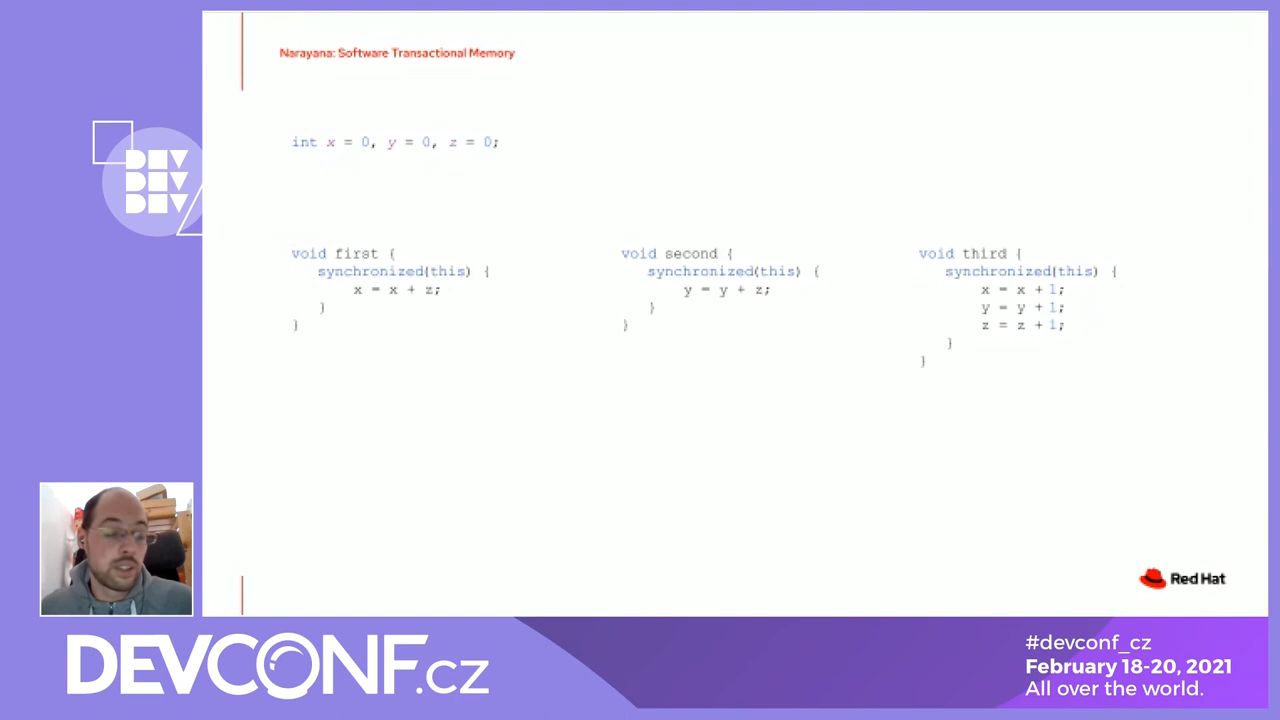 Narayana: Software Transactional Memory
int x = 0, y = 0, z = 0;
DEV
DEV
DEV
void first {
synchronized(this) {
x = x + z;
}
}
void second {
synchronized(this) {
y = y + z;
}
}
void third {
synchronized(this) {
x = x + 1;
y = y + 1;
z = z + 1;
}
}
Red Hat
DEVCONF.cz
#devconf_cz
February 18-20, 2021
All over the world.